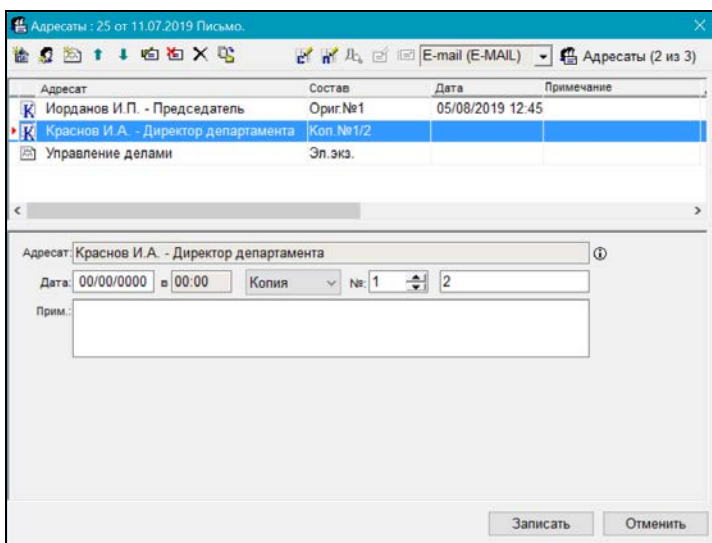 Адресаты : 25 от 11.07.2019 Письмо.
E-mail (E-MAIL) Адресаты (2 из 3)
Адресат Состав Дата Примечание
Иорданов И.П. - Председатель Ориг.№1 05/08/2019 12:45
Краснов И.А. - Директор департамента Коп.№1/2
Управление делами Эл.экз.
Адресат: Краснов И.А. - Директор департамента
Дата: 00/00/0000 в 00:00 Копия №: 1 2
Прим.:
Записать Отменить